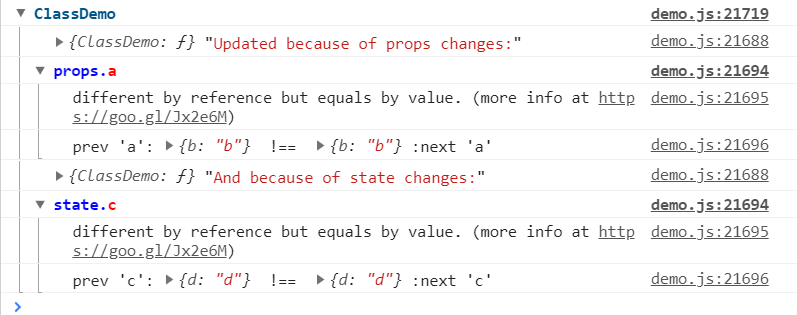 ▼ ClassDemo demo.js:21719
▶ {ClassDemo: ƒ} "Updated because of props changes:" demo.js:21688
▼ props.a demo.js:21694
different by reference but equals by value. (more info at http demo.js:21695
s://goo.gl/Jx2e6M)
prev 'a': ▶ {b: "b"} !== ▶ {b: "b"} :next 'a' demo.js:21696
▶ {ClassDemo: ƒ} "And because of state changes:" demo.js:21688
▼ state.c demo.js:21694
different by reference but equals by value. (more info at http demo.js:21695
s://goo.gl/Jx2e6M)
prev 'c': ▶ {d: "d"} !== ▶ {d: "d"} :next 'c' demo.js:21696
>